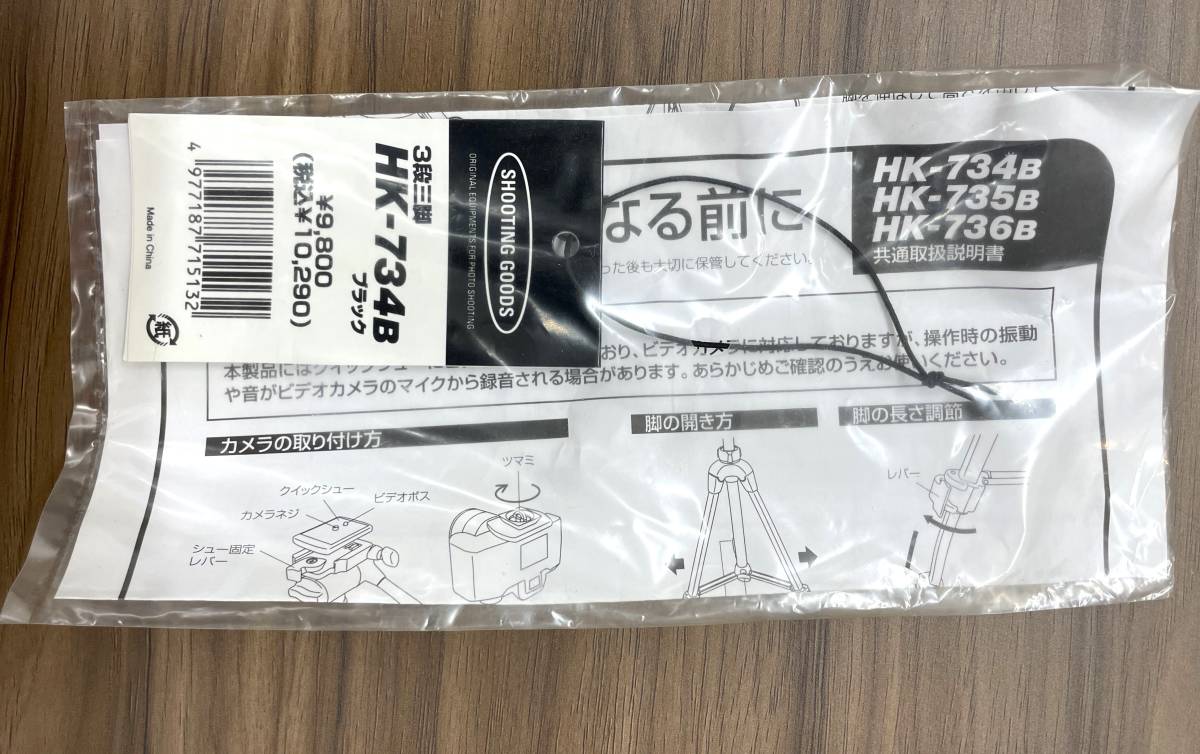 SHOOTING GOODS
ORIGINAL EQUIPMENTS FOR PHOTO SHOOTING
3段三脚
HK-734B
ブラック
¥9,800
(税込¥10,290)
4 977187 715132
Made in China
紙
HK-734B
HK-735B
HK-736B
共通取扱説明書
なる前に
った後も大切に保管してください。
おり、ビデオカメラに対応しておりますが、操作時の振動
や音がビデオカメラのマイクから録音される場合があります。あらかじめご確認のうえお使いください。
カメラの取り付け方
クイックシュー
ビデオボス
カメラネジ
シュー固定
レバー
ツマミ
脚の開き方
脚の長さ調節
レバー